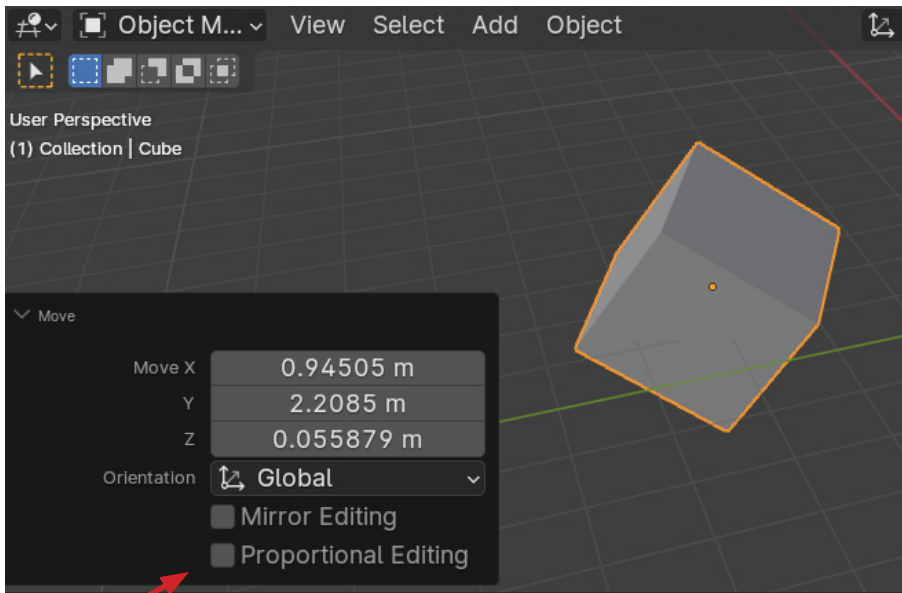 Object M... View Select Add Object
User Perspective
(1) Collection | Cube
Move
Move X 0.94505 m
Y 2.2085 m
Z 0.055879 m
Orientation Global
Mirror Editing
Proportional Editing